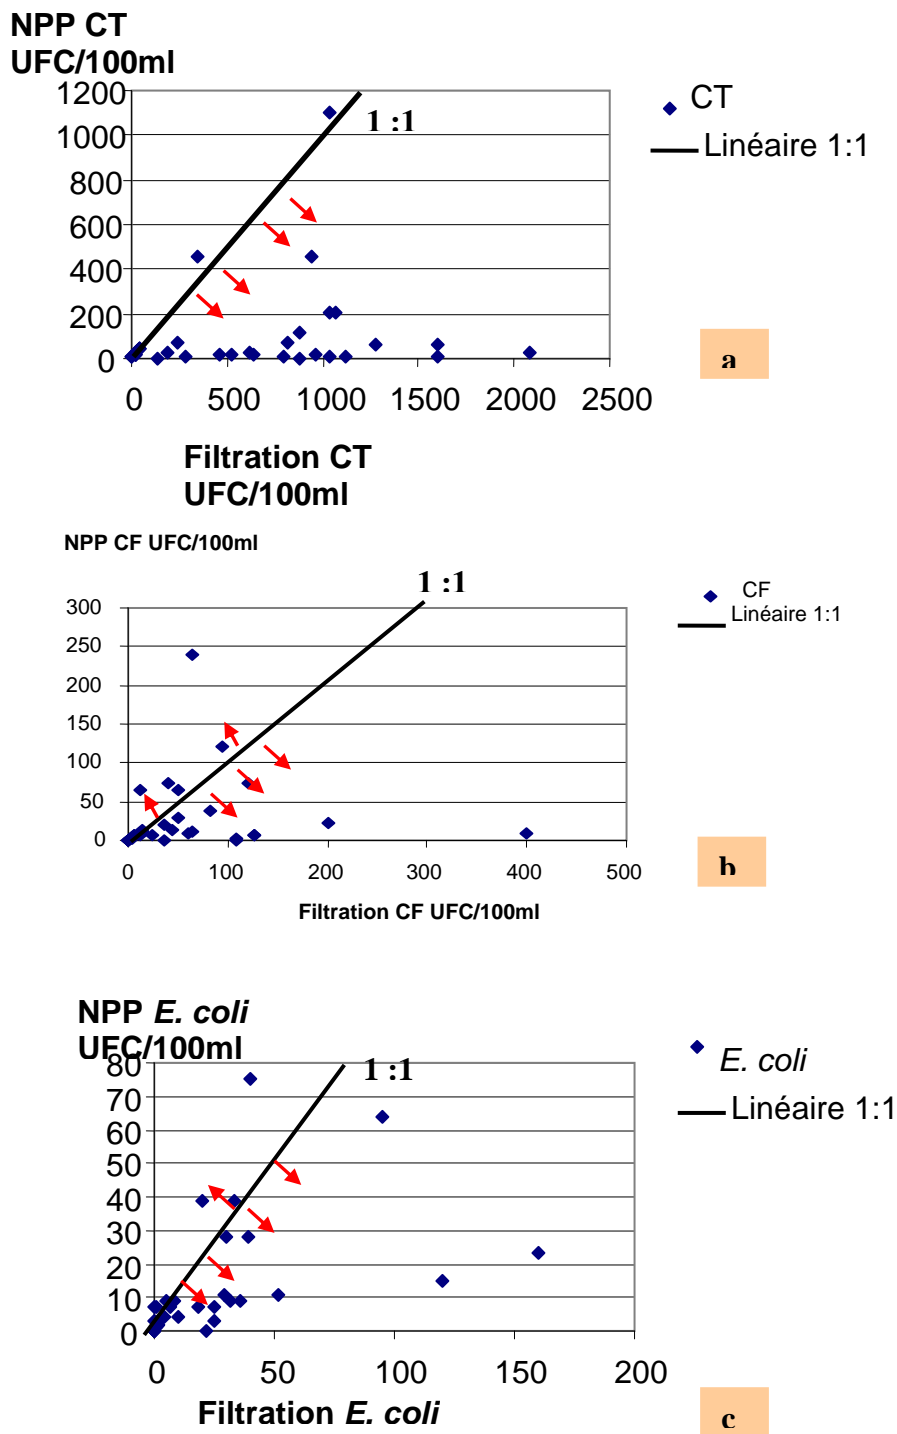 NPP CT
UFC/100ml
1200
1000
800
600
400
200
0
1 :1
CT
Linéaire 1:1
a
0 500 1000 1500 2000 2500
Filtration CT
UFC/100ml
NPP CF UFC/100ml
1 :1
CF
Linéaire 1:1
300
250
200
150
100
50
0
0 100 200 300 400 500
b
Filtration CF UFC/100ml
NPP E. coli
UFC/100ml
1 :1
E. coli
Linéaire 1:1
80
70
60
50
40
30
20
10
0
0 50 100 150 200
Filtration E. coli
c